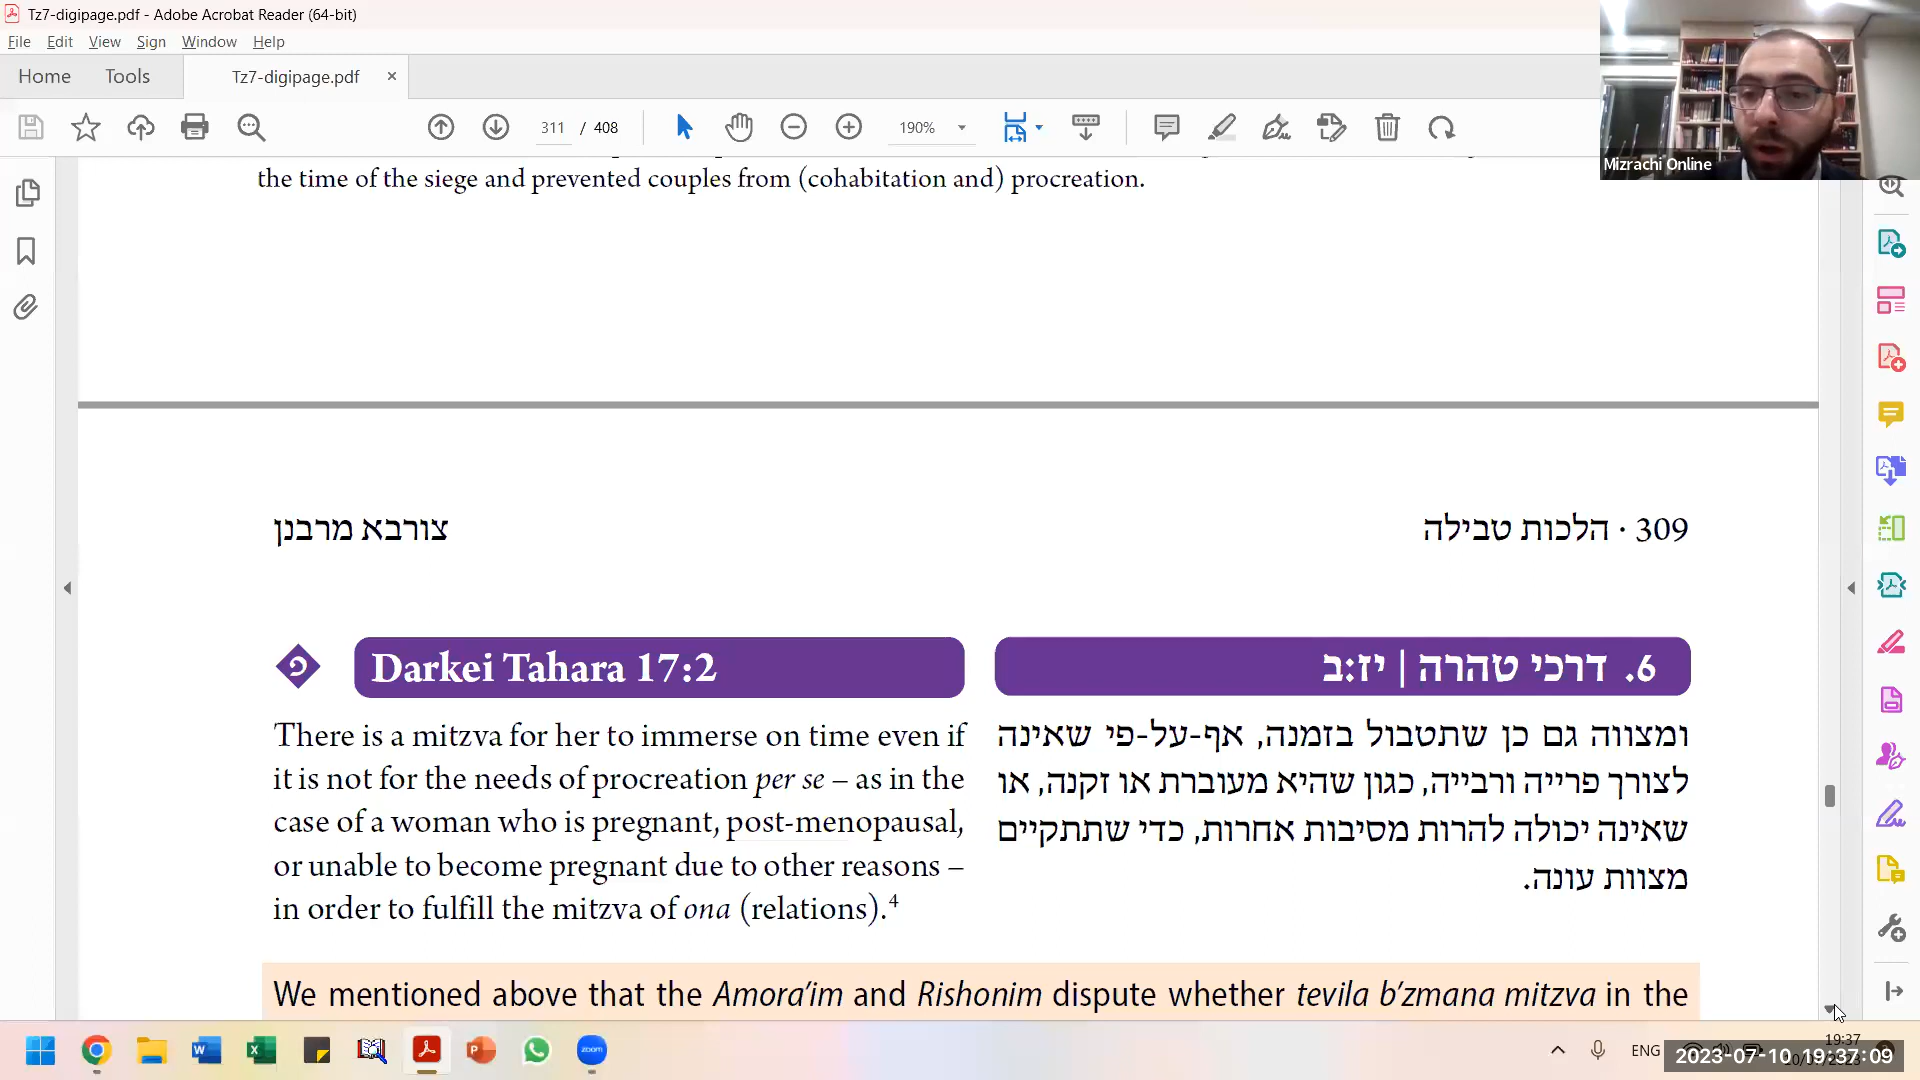 Tz7-digipage.pdf - Adobe Acrobat Reader (64-bit)
File Edit View Sign Window Help
Home Tools Tz7-digipage.pdf ×
311 / 408 190%
Mizrachi Online
the time of the siege and prevented couples from (cohabitation and) procreation.
צורבא מרבנן
309 · הלכות טבילה
Darkei Tahara 17:2
There is a mitzva for her to immerse on time even if
it is not for the needs of procreation per se – as in the
case of a woman who is pregnant, post-menopausal,
or unable to become pregnant due to other reasons –
in order to fulfill the mitzva of ona (relations).4
6. דרכי טהרה | יז:ב
ומצווה גם כן שתטבול בזמנה, אף-על-פי שאינה
לצורך פרייה ורבייה, כגון שהיא מעוברת או זקנה, או
שאינה יכולה להרות מסיבות אחרות, כדי שתתקיים
מצוות עונה.
We mentioned above that the Amora’im and Rishonim dispute whether tevila b’zmana mitzva in the
zoom
ENG
19:37
2023-07-10 19:37:09